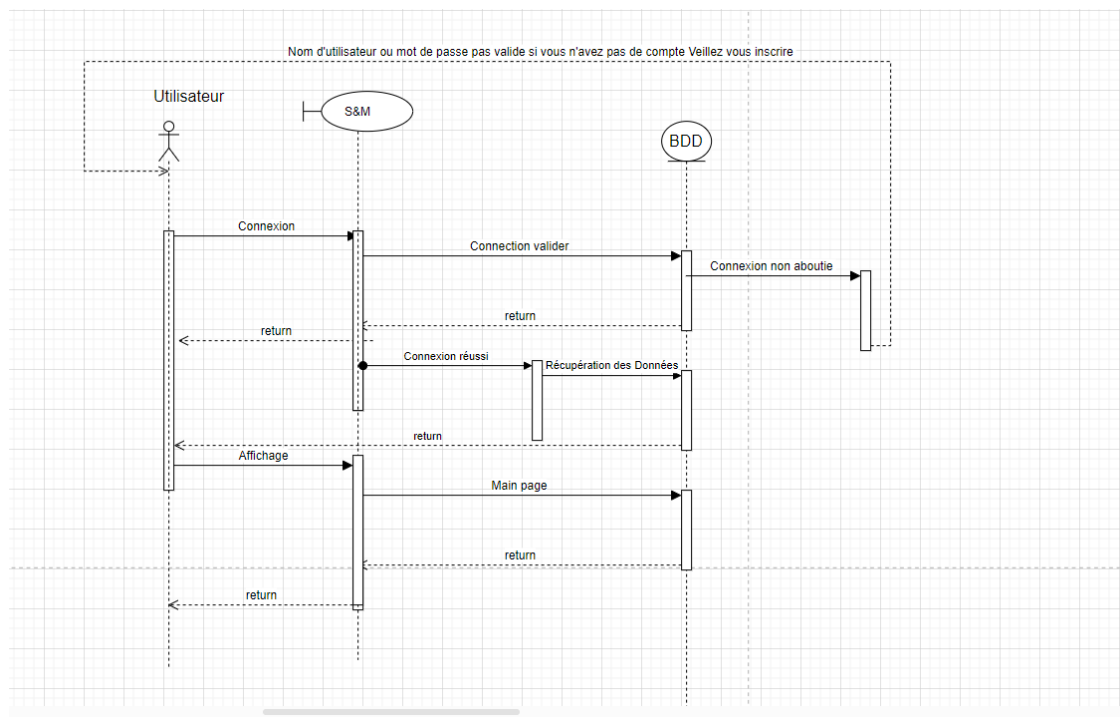 Nom d'utilisateur ou mot de passe pas valide si vous n'avez pas de compte Veillez vous inscrire
Utilisateur
S&M
BDD
Connexion
Connection valider
Connexion non aboutie
return
return
Connexion réussi
Récupération des Données
return
Affichage
Main page
return
return